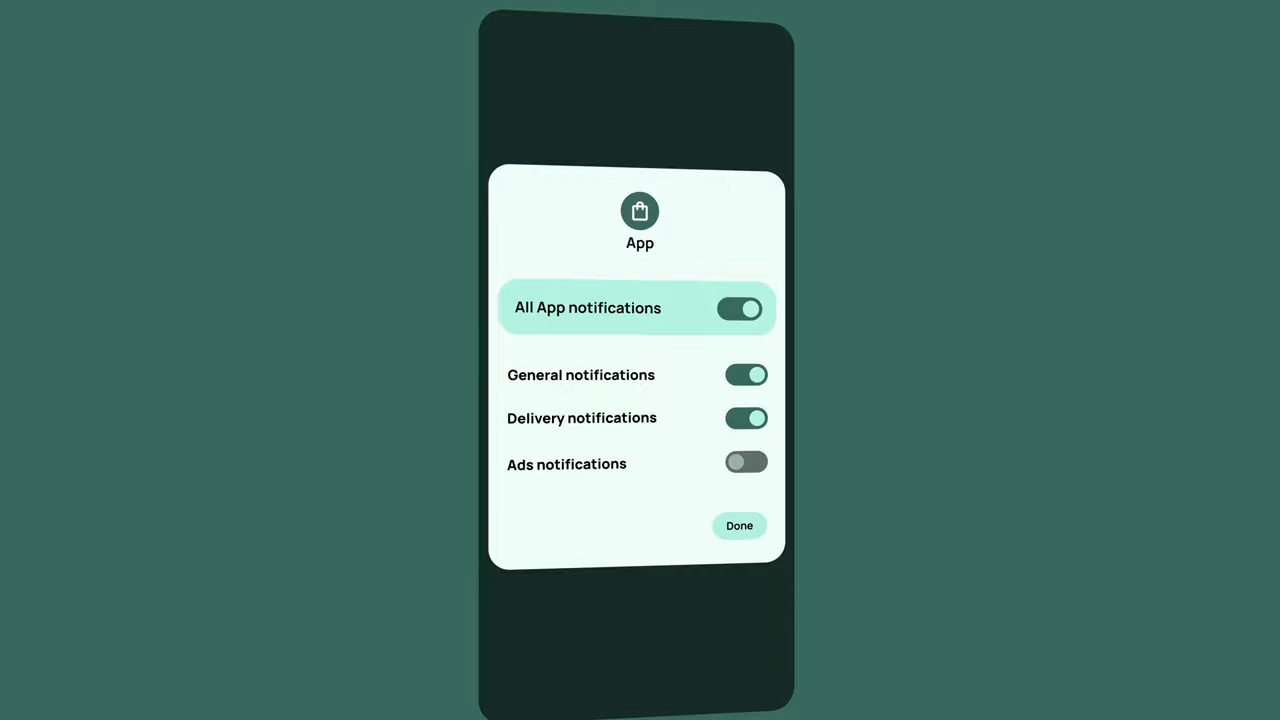 App
All App notifications
General notifications
Delivery notifications
Ads notifications
Done